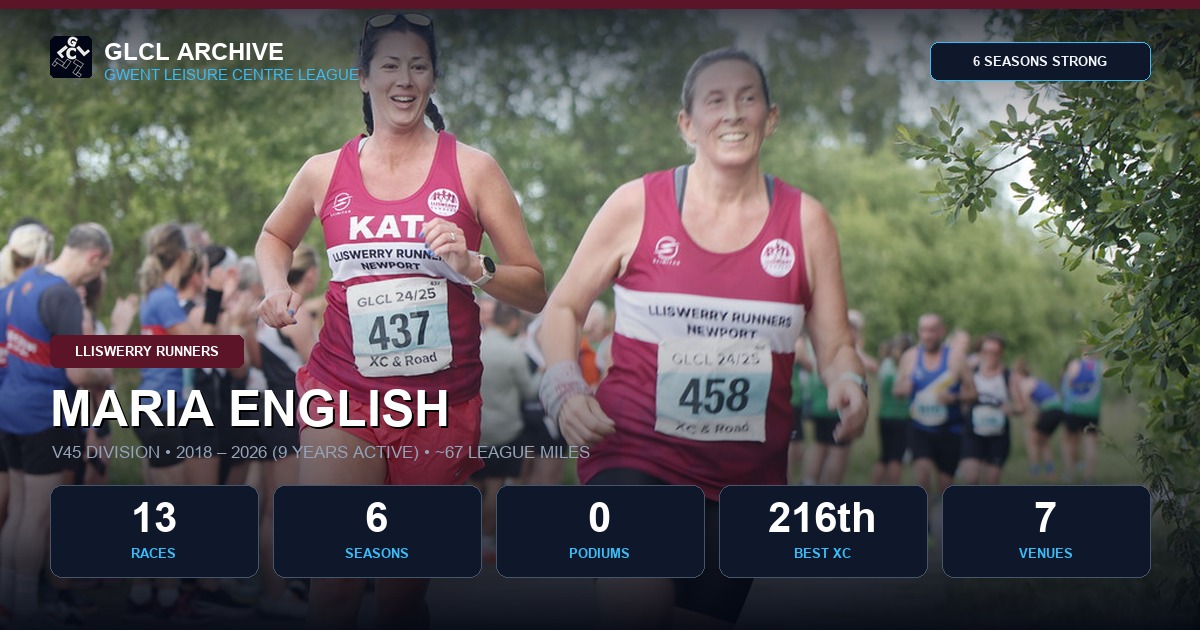 GLCL ARCHIVE
GWENT LEISURE CENTRE LEAGUE
6 SEASONS STRONG
KAT
LLISWERRY RUNNERS
NEWPORT
GLCL 24/25
437
XC & Road
LLISWERRY RUNNERS
NEWPORT
GLCL 24/25
458
XC & Road
LLISWERRY RUNNERS
MARIA ENGLISH
V45 DIVISION • 2018 – 2026 (9 YEARS ACTIVE) • ~67 LEAGUE MILES
13
RACES
6
SEASONS
0
PODIUMS
216th
BEST XC
7
VENUES